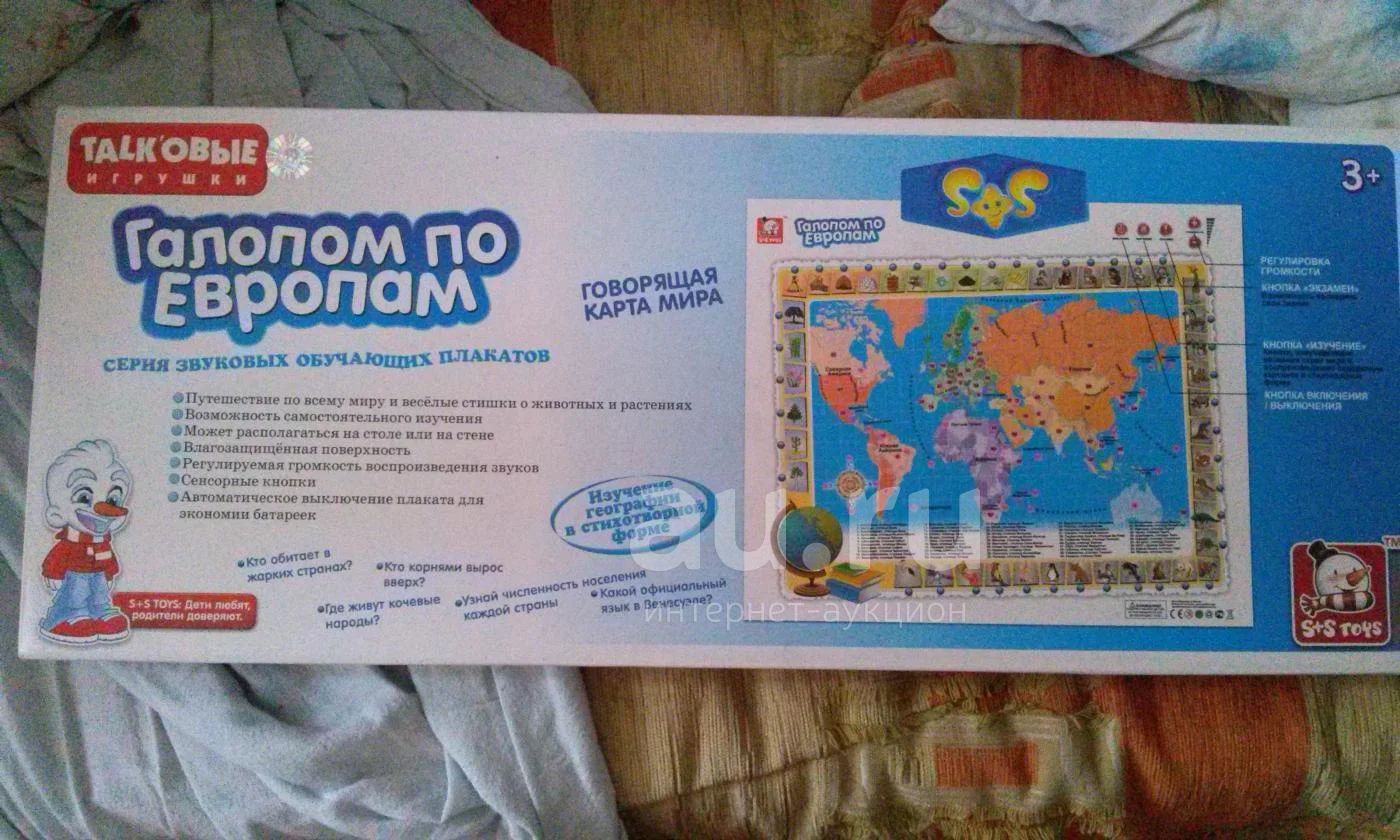 TALK'ОВЫЕ
ИГРУШКИ
ГАЛОПОМ ПО
ЕВРОПАМ
СЕРИЯ ЗВУКОВЫХ ОБУЧАЮЩИХ ПЛАКАТОВ
ГОВОРЯЩАЯ
КАРТА МИРА
Путешествие по всему миру и весёлые стишки о животных и растениях
Возможность самостоятельного изучения
Может располагаться на столе или на стене
Влагозащищённая поверхность
Регулируемая громкость воспроизведения звуков
Сенсорные кнопки
Автоматическое выключение плаката для
экономии батареек
Изучение
географии
в стихотворной
форме
Кто обитает в
жарких странах?
Кто корнями вырос
вверх?
Где живут кочевые
народы?
Узнай численность населения
каждой страны
Какой официальный
язык в Венесуэле?
S+S TOYS: Дети любят,
родители доверяют.
S+S
3+
S+S TOYS
ГАЛОПОМ ПО
ЕВРОПАМ
РЕГУЛИРОВКА
ГРОМКОСТИ
КНОПКА «ЭКЗАМЕН»
КНОПКА «ИЗУЧЕНИЕ»
КНОПКА ВКЛЮЧЕНИЯ
/ ВЫКЛЮЧЕНИЯ
TM
S+S TOYS
au.ru
интернет-аукцион